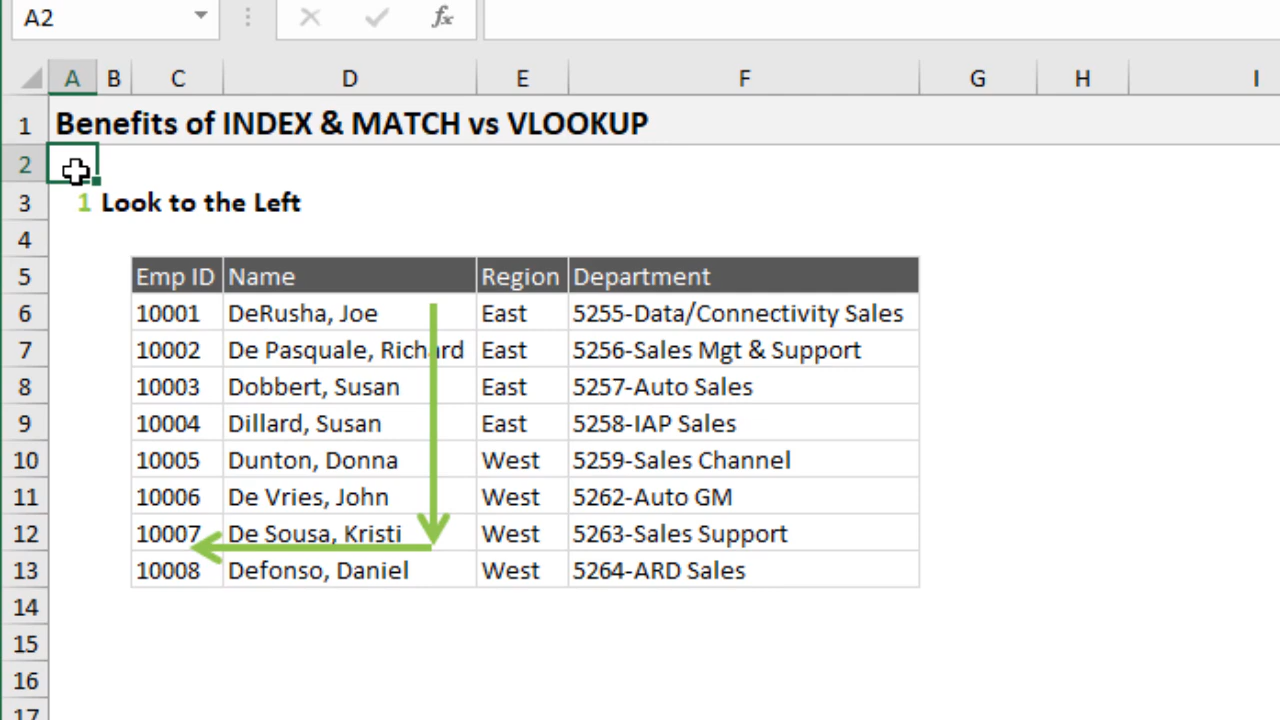 A2 fx
A B C D E F G H I
1 Benefits of INDEX & MATCH vs VLOOKUP
2
3 1 Look to the Left
4
5 Emp ID Name Region Department
6 10001 DeRusha, Joe East 5255-Data/Connectivity Sales
7 10002 De Pasquale, Richard East 5256-Sales Mgt & Support
8 10003 Dobbert, Susan East 5257-Auto Sales
9 10004 Dillard, Susan East 5258-IAP Sales
10 10005 Dunton, Donna West 5259-Sales Channel
11 10006 De Vries, John West 5262-Auto GM
12 10007 De Sousa, Kristi West 5263-Sales Support
13 10008 Defonso, Daniel West 5264-ARD Sales
14
15
16
17